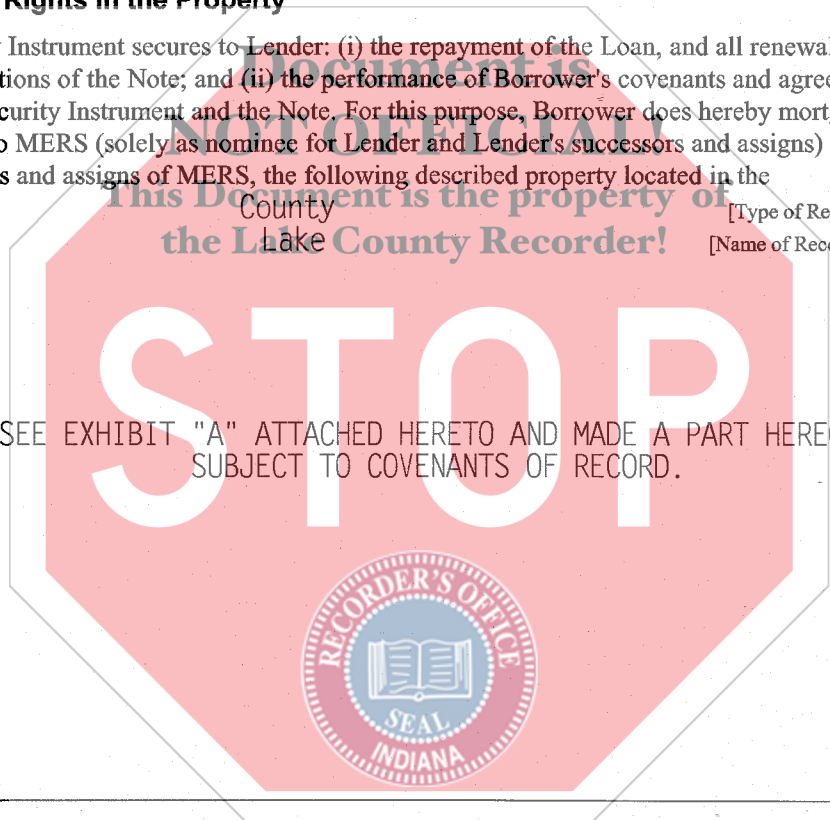 Rights in the Property
Instrument secures to Lender: (i) the repayment of the Loan, and all renewal
tions of the Note; and (ii) the performance of Borrower's covenants and agree
curity Instrument and the Note. For this purpose, Borrower does hereby mort
o MERS (solely as nominee for Lender and Lender's successors and assigns)
s and assigns of MERS, the following described property located in the
County [Type of Re
Lake [Name of Reco
Document is
NOT OFFICIAL!
This Document is the property of
the Lake County Recorder!
STOP
SEE EXHIBIT "A" ATTACHED HERETO AND MADE A PART HEREO
SUBJECT TO COVENANTS OF RECORD.
RECORDER'S OFFICE
SEAL
INDIANA